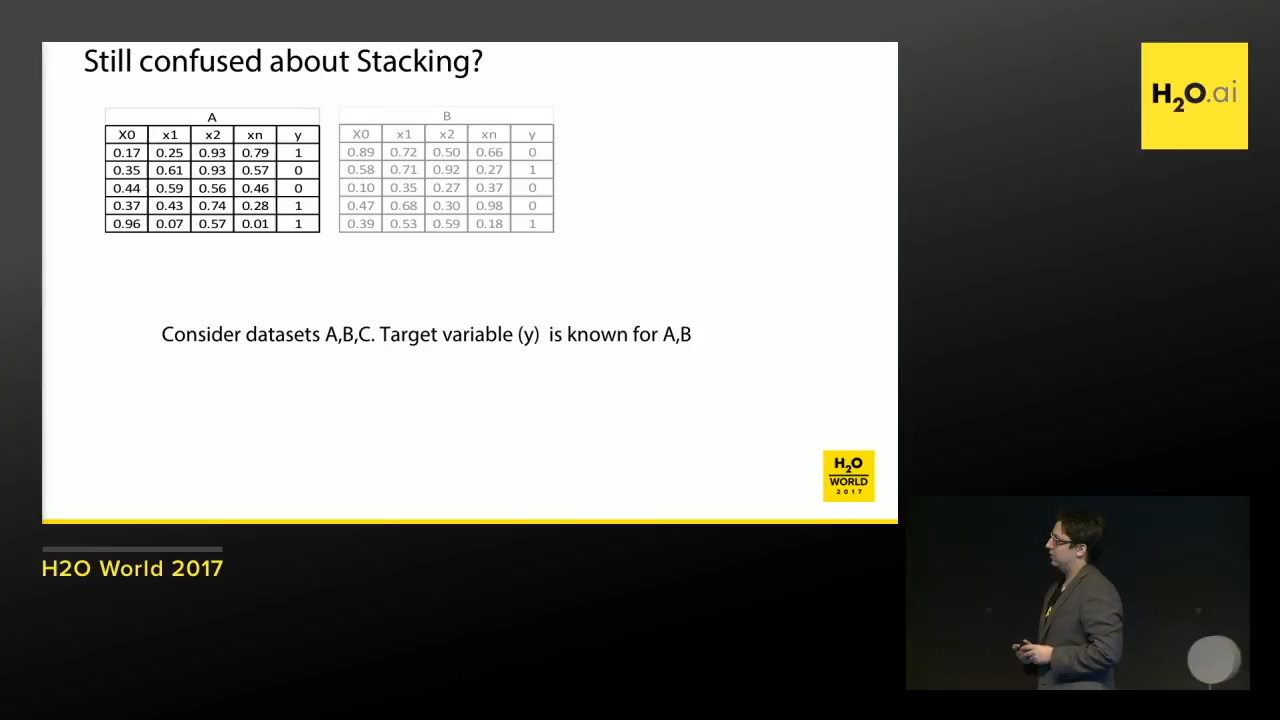 Still confused about Stacking?
A
X0 x1 x2 xn y
0.17 0.25 0.93 0.79 1
0.35 0.61 0.93 0.57 0
0.44 0.59 0.56 0.46 0
0.37 0.43 0.74 0.28 1
0.96 0.07 0.57 0.01 1
B
X0 x1 x2 xn y
0.89 0.72 0.50 0.66 0
0.58 0.71 0.92 0.27 1
0.10 0.35 0.27 0.37 0
0.47 0.68 0.30 0.98 0
0.39 0.53 0.59 0.18 1
Consider datasets A,B,C. Target variable (y) is known for A,B
H2O
WORLD
2017
H2O.ai
H2O World 2017